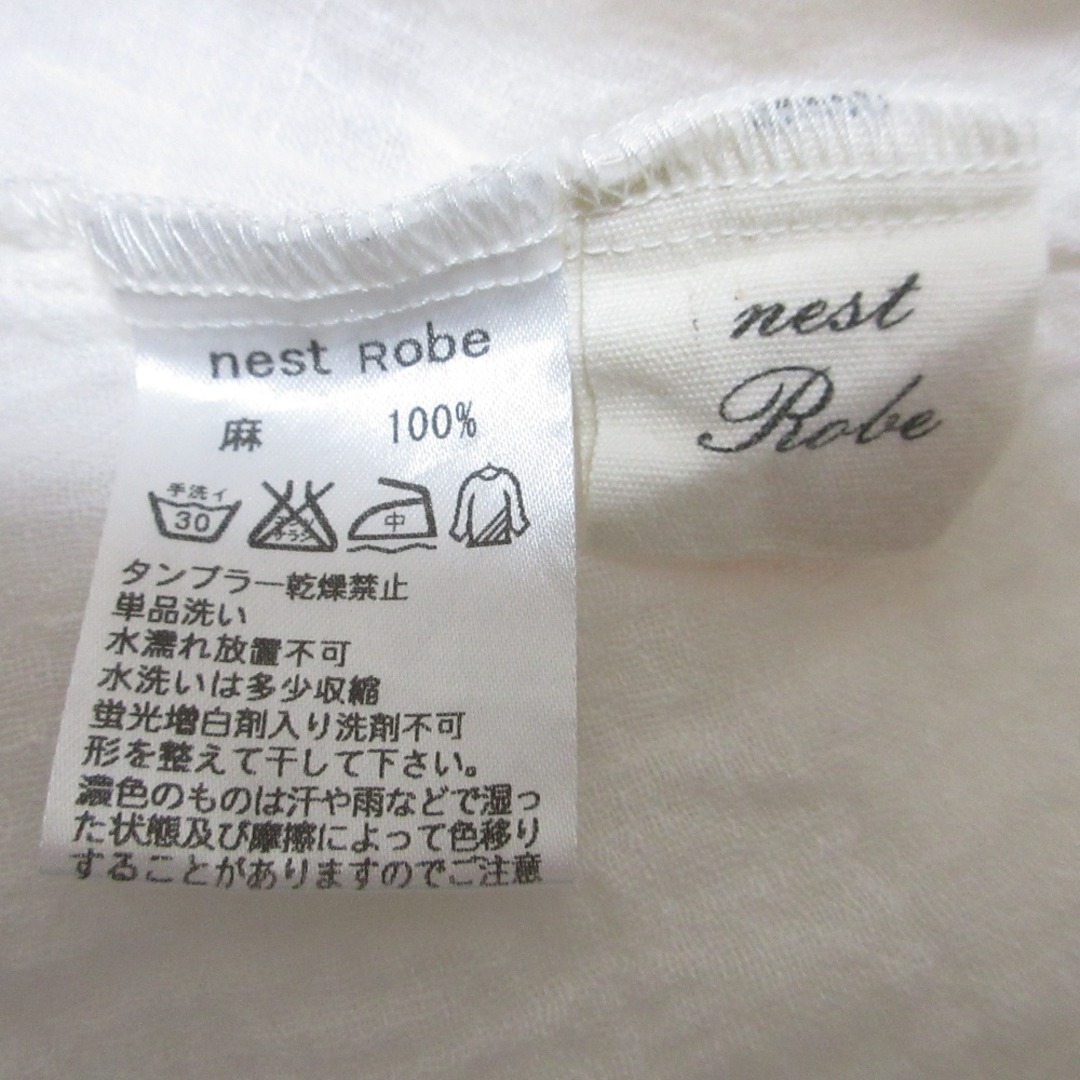 nest Robe
麻 100%
手洗イ
30
中
タンブラー乾燥禁止
単品洗い
水濡れ放置不可
水洗いは多少収縮
蛍光増白剤入り洗剤不可
形を整えて干して下さい。
濃色のものは汗や雨などで湿っ
た状態及び摩擦によって色移り
することがありますのでご注意
nest
Robe